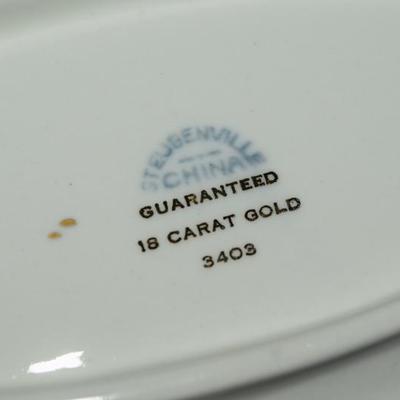 STEUBENVILLE
CHINA
GUARANTEED
18 CARAT GOLD
3403